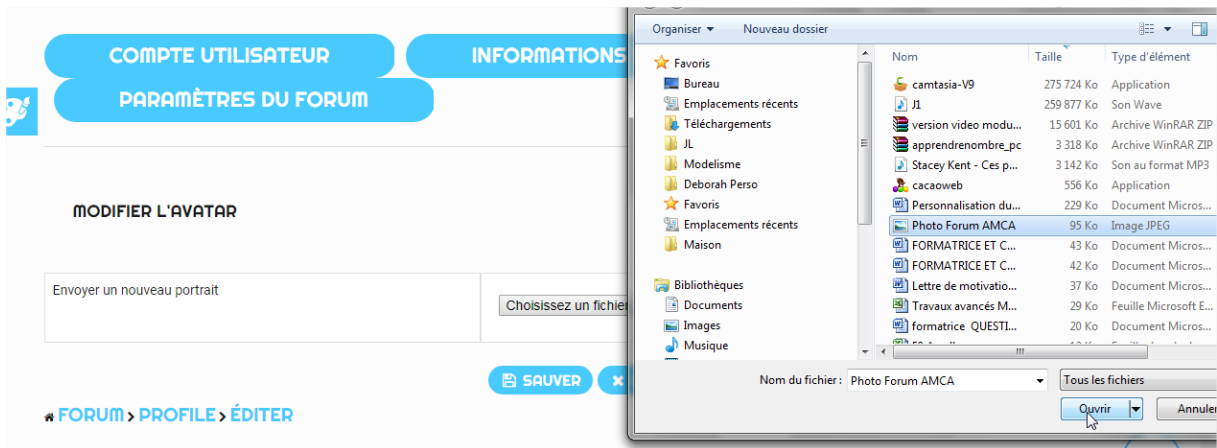 COMPTE UTILISATEUR
INFORMATIONS
PARAMÈTRES DU FORUM
MODIFIER L'AVATAR
Envoyer un nouveau portrait
Choisissez un fichier
SAUVER
FORUM > PROFILE > ÉDITER
Organiser Nouveau dossier
Favoris
Bureau
Emplacements récents
Téléchargements
JL
Modelisme
Deborah Perso
Favoris
Emplacements récents
Maison
Bibliothèques
Documents
Images
Musique
Nom Taille Type d'élément
camtasia-V9 275 724 Ko Application
J1 259 877 Ko Son Wave
version video modu... 15 601 Ko Archive WinRAR ZIP
apprendrenombre_pc 3 318 Ko Archive WinRAR ZIP
Stacey Kent - Ces p... 3 142 Ko Son au format MP3
cacaoweb 556 Ko Application
Personnalisation du... 229 Ko Document Micros...
Photo Forum AMCA 95 Ko Image JPEG
FORMATRICE ET C... 43 Ko Document Micros...
FORMATRICE ET C... 42 Ko Document Micros...
Lettre de motivatio... 37 Ko Document Micros...
Travaux avancés M... 29 Ko Feuille Microsoft E...
formatrice QUESTI... 20 Ko Document Micros...
Nom du fichier : Photo Forum AMCA Tous les fichiers
Ouvrir Annuler